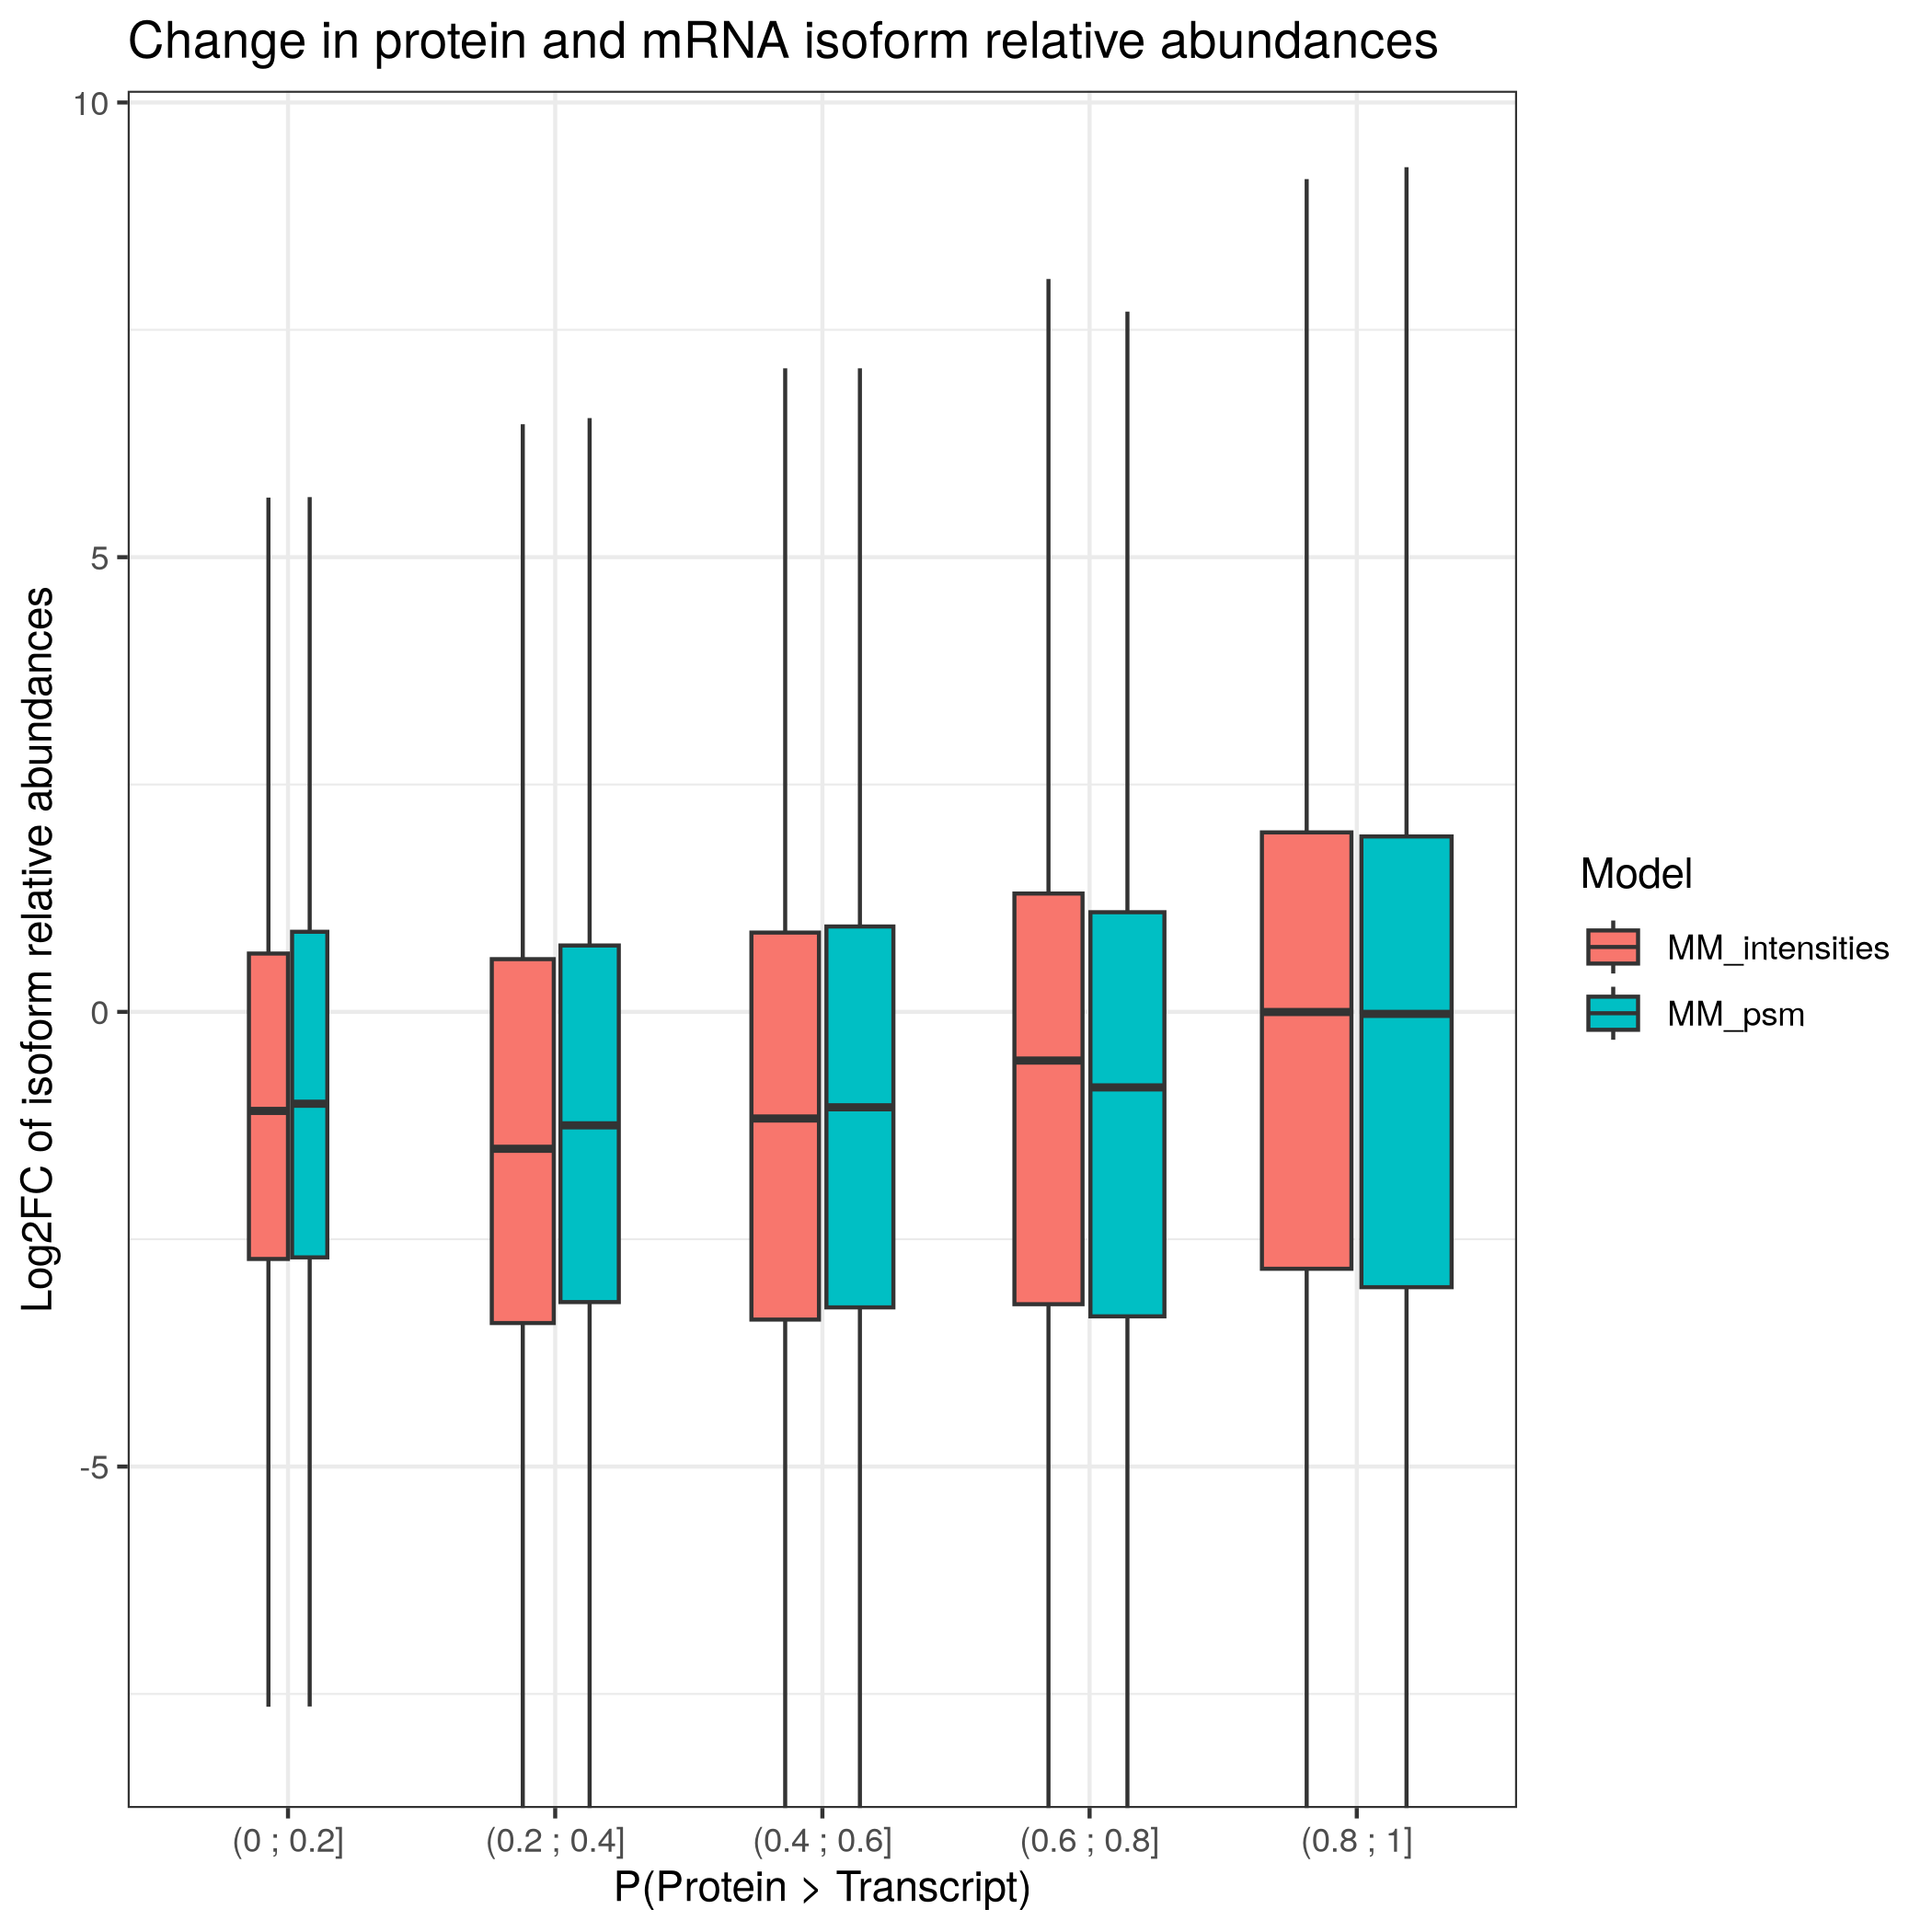 Change in protein and mRNA isoform relative abundances
Log2FC of isoform relative abundances
10
5
0
-5
(0 ; 0.2]
(0.2 ; 0.4]
(0.4 ; 0.6]
(0.6 ; 0.8]
(0.8 ; 1]
P(Protein > Transcript)
Model
MM_intensities
MM_psm